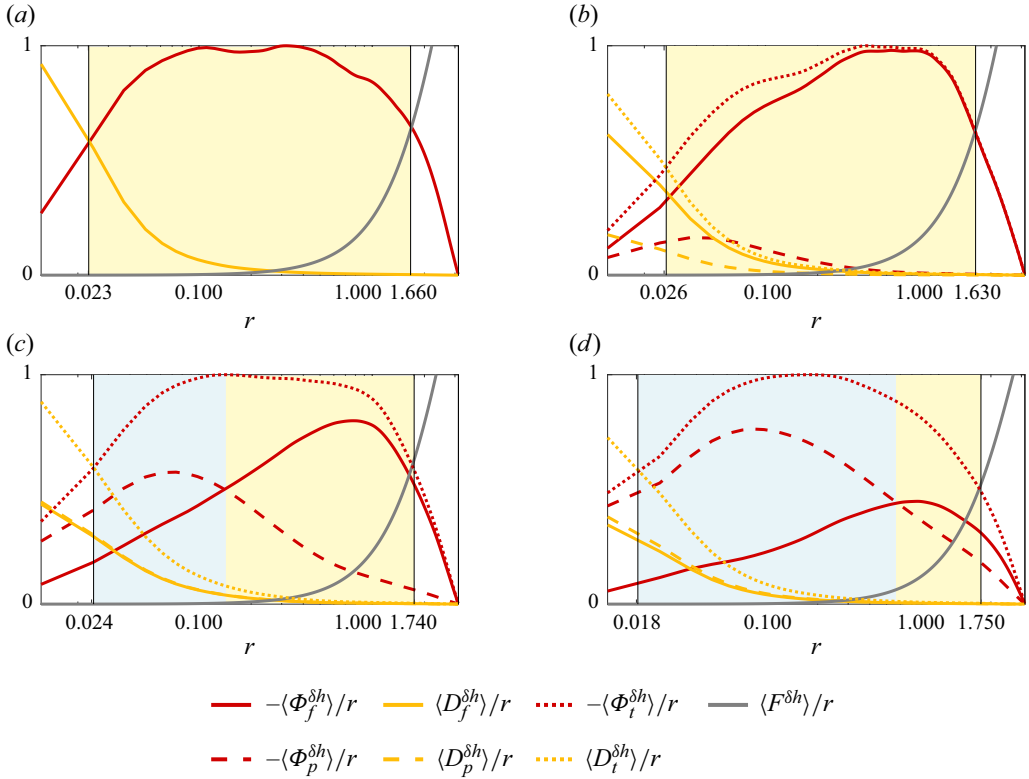 (a) (b)
1 1
0 0
0.023 0.100 1.000 1.660 0.026 0.100 1.000 1.630
r r
(c) (d)
1 1
0 0
0.024 0.100 1.000 1.740 0.018 0.100 1.000 1.750
r r
−⟨Φ_f^{δh}⟩/r ⟨D_f^{δh}⟩/r −⟨Φ_t^{δh}⟩/r ⟨F^{δh}⟩/r
−⟨Φ_p^{δh}⟩/r ⟨D_p^{δh}⟩/r ⟨D_t^{δh}⟩/r